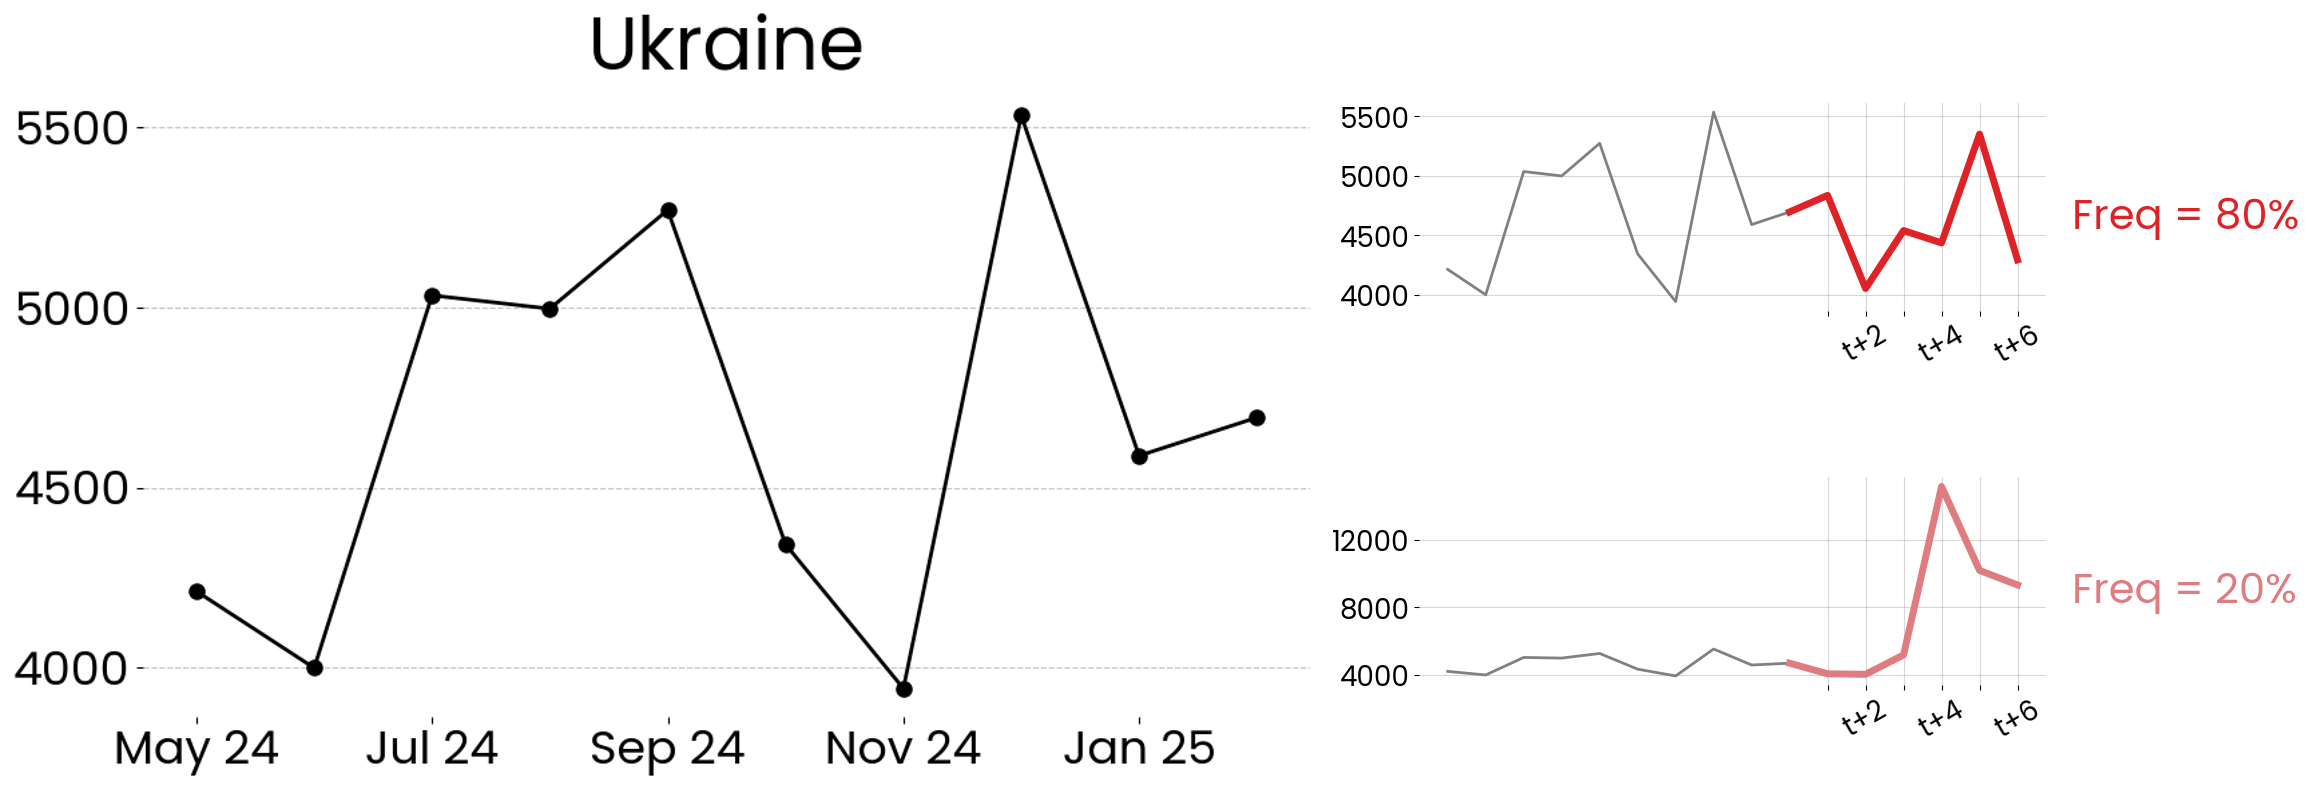 Ukraine
5500
5000
4500
4000
May 24
Jul 24
Sep 24
Nov 24
Jan 25
5500
5000
4500
4000
t+2
t+4
t+6
Freq = 80%
12000
8000
4000
t+2
t+4
t+6
Freq = 20%